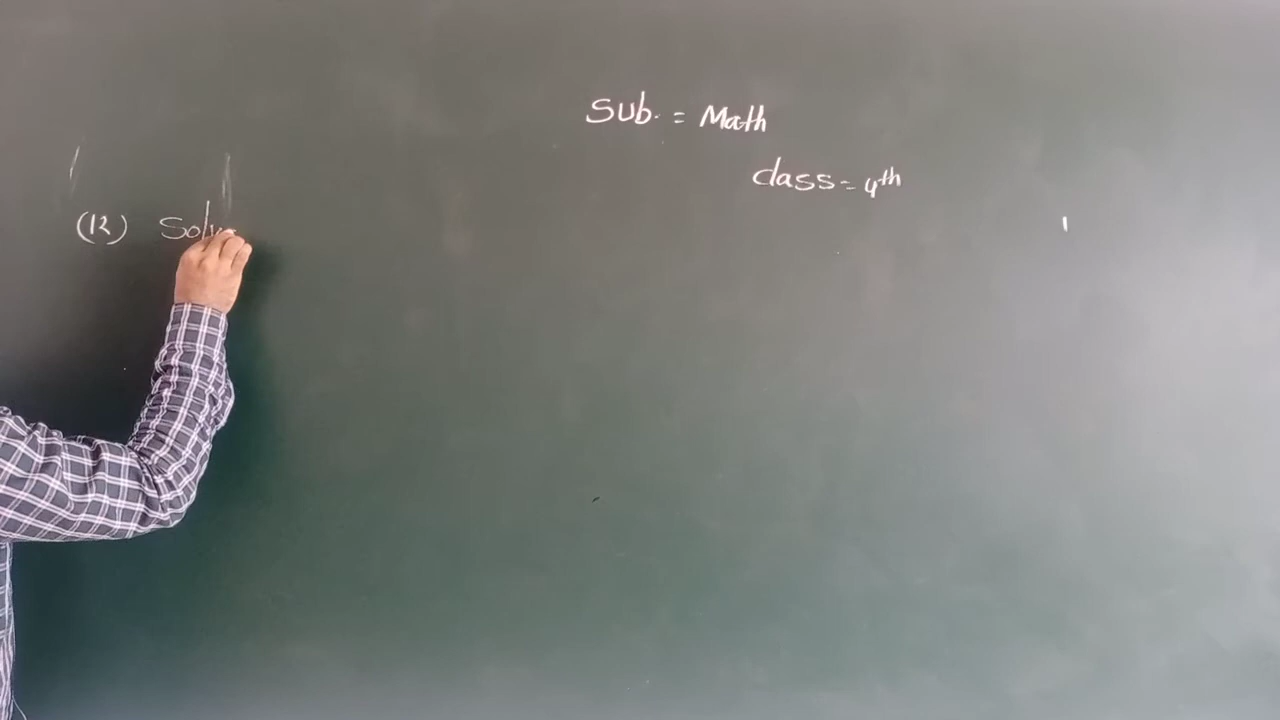 Sub. = Math
class = 4th
(12) Solve